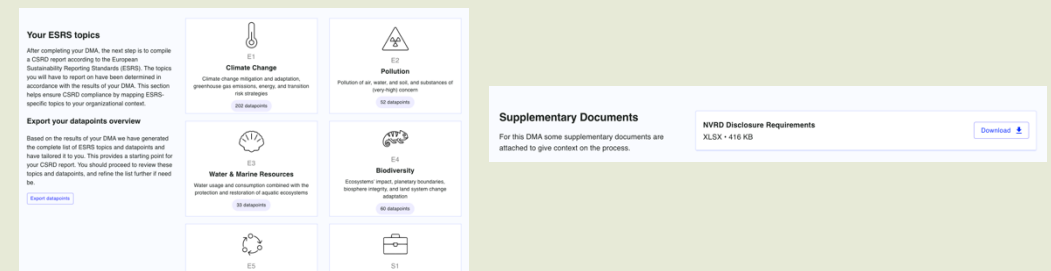 Your ESRS topics
After completing your DMA, the next step is to compile
a CSRD report according to the European
Sustainability Reporting Standards (ESRS). The topics
you will have to report on have been determined in
accordance with the results of your DMA. This section
helps ensure CSRD compliance by mapping ESRS-
specific topics to your organizational context.
Export your datapoints overview
Based on the results of your DMA we have generated
the complete list of ESRS topics and datapoints and
have tailored it to you. This provides a starting point for
your CSRD report. You should proceed to review these
topics and datapoints, and refine the list further if need
be.
Export datapoints
E1
Climate Change
Climate change mitigation and adaptation,
greenhouse gas emissions, energy, and transition
risk strategies
202 datapoints
E2
Pollution
Pollution of air, water, and soil, and substances of
(very-high) concern
52 datapoints
E3
Water & Marine Resources
Water usage and consumption combined with the
protection and restoration of aquatic ecosystems
33 datapoints
E4
Biodiversity
Ecosystems' impact, planetary boundaries,
biosphere integrity, and land system change
adaptation
60 datapoints
E5
S1
Supplementary Documents
For this DMA some supplementary documents are
attached to give context on the process.
NVRD Disclosure Requirements
XLSX • 416 KB
Download